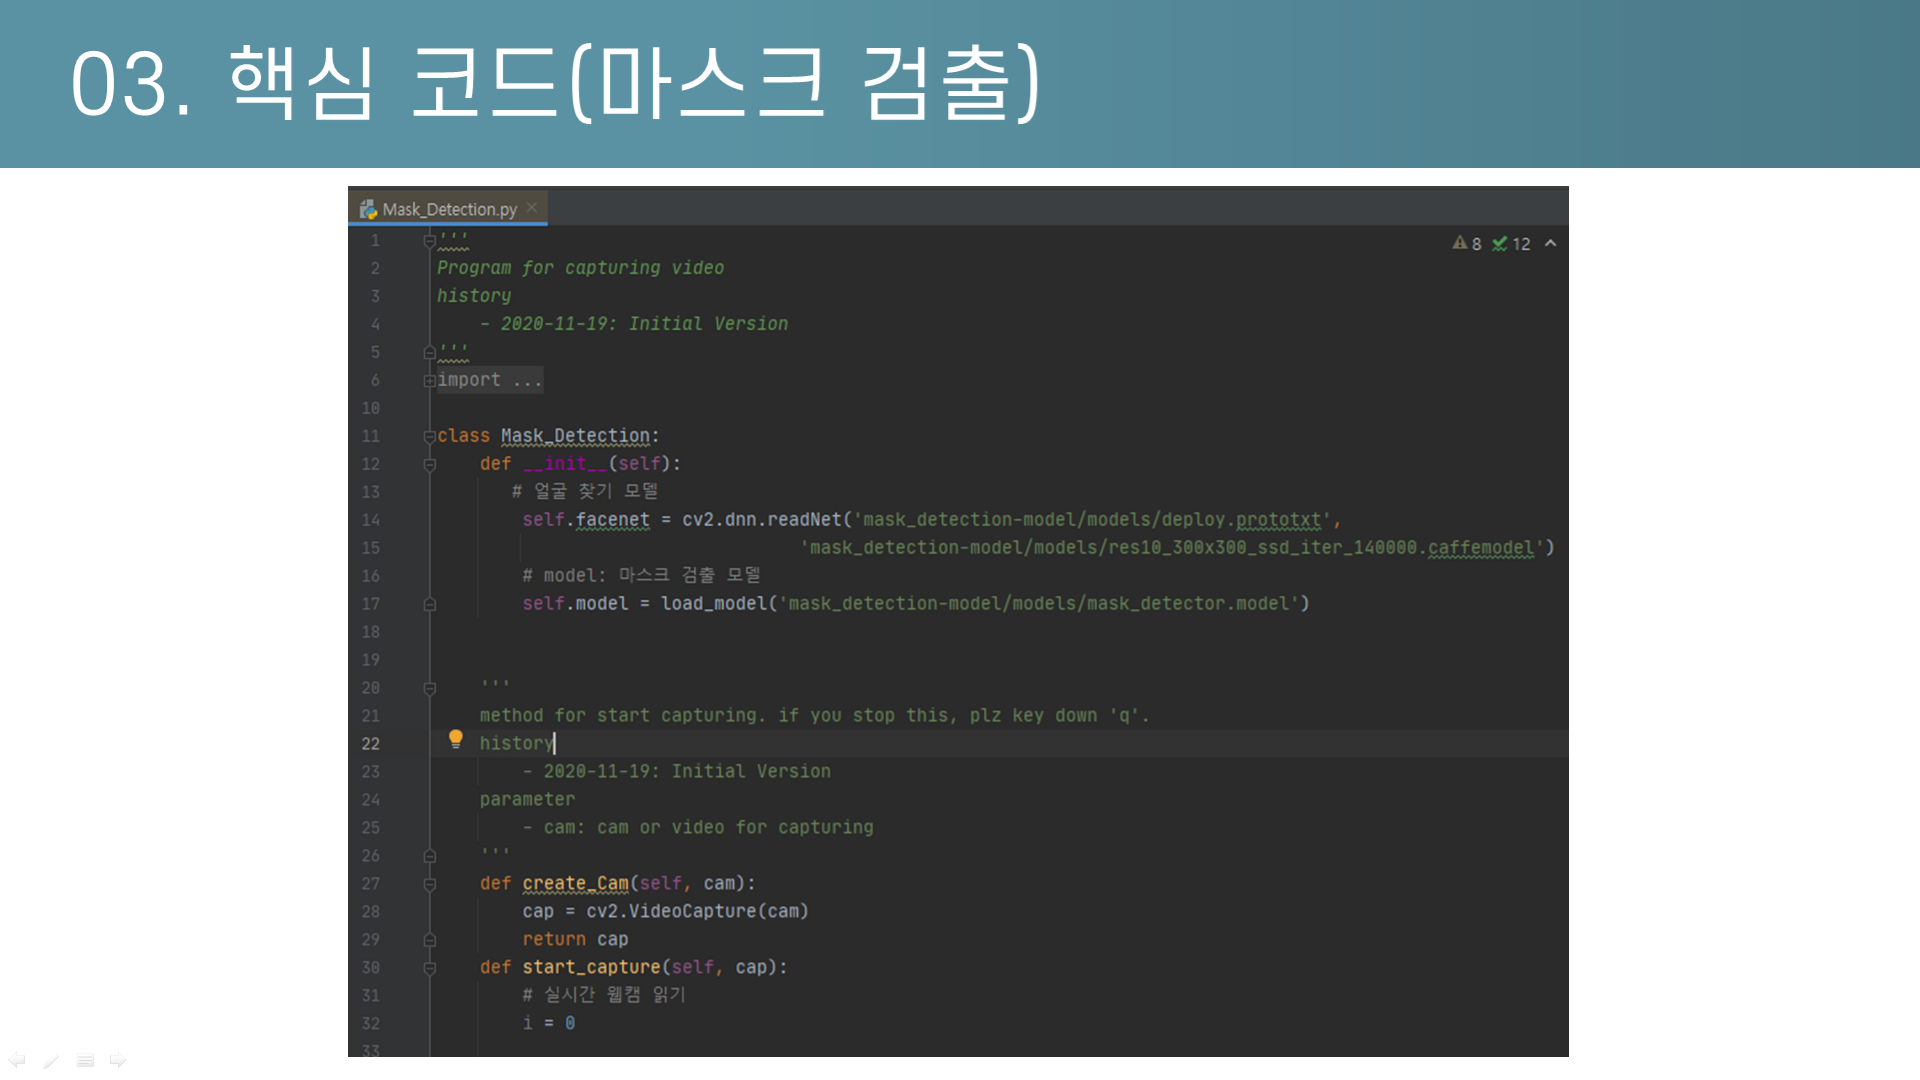 03. 핵심 코드(마스크 검출)
Mask_Detection.py
8 12
1 '''
2 Program for capturing video
3 history
4     - 2020-11-19: Initial Version
5 '''
6 import ...
10
11 class Mask_Detection:
12     def __init__(self):
13        # 얼굴 찾기 모델
14         self.facenet = cv2.dnn.readNet('mask_detection-model/models/deploy.prototxt',
15                                   'mask_detection-model/models/res10_300x300_ssd_iter_140000.caffemodel')
16         # model: 마스크 검출 모델
17         self.model = load_model('mask_detection-model/models/mask_detector.model')
18
19
20     '''
21     method for start capturing. if you stop this, plz key down 'q'.
22     history
23         - 2020-11-19: Initial Version
24     parameter
25         - cam: cam or video for capturing
26     '''
27     def create_Cam(self, cam):
28         cap = cv2.VideoCapture(cam)
29         return cap
30     def start_capture(self, cap):
31         # 실시간 웹캠 읽기
32         i = 0
33